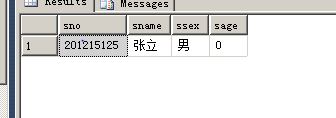 Results Messages
sno sname ssex sage
1 201215125 张立 男 0